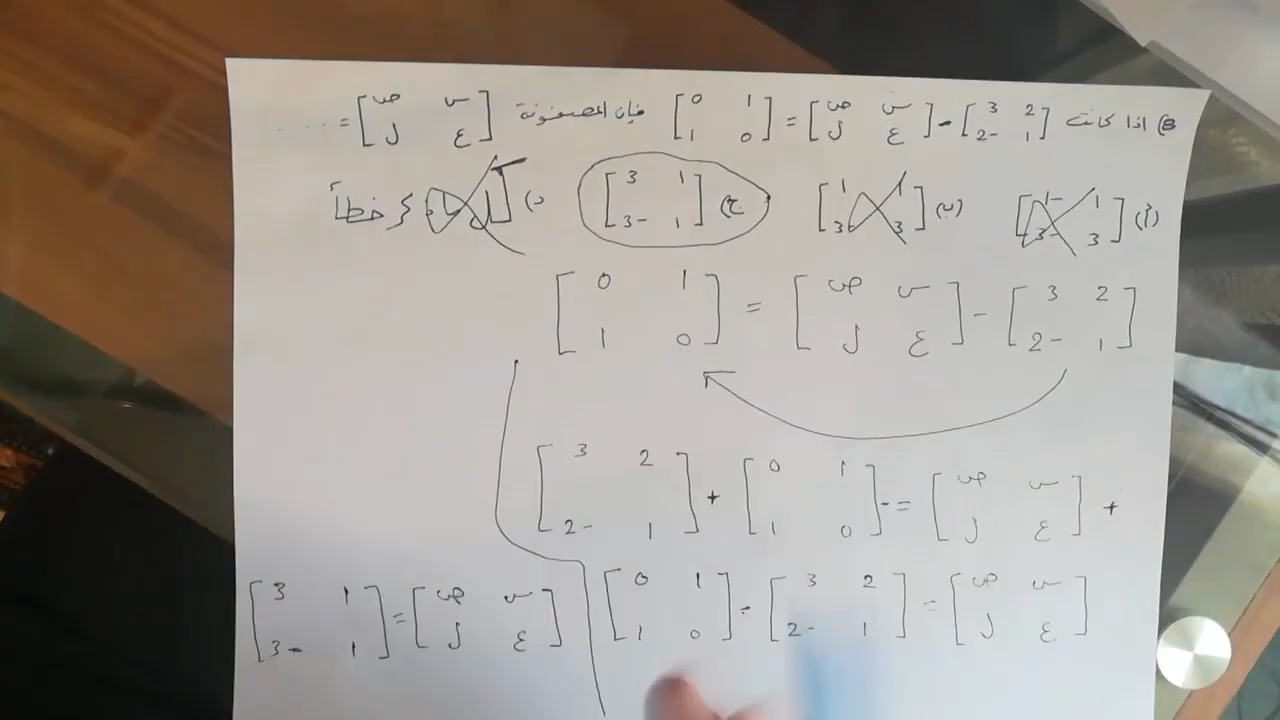 8) اذا كانت [2 3 ; 1 2-] - [س ص ; ع ل] = [1 0 ; 0 1] فإن المصفوفة [س ص ; ع ل] =
أ) [1 1- ; 3 3-] ب) [1 1 ; 3 3] ج) [1 3 ; 1 3-] د) خطأ
[2 3 ; 1 2-] - [س ص ; ع ل] = [1 0 ; 0 1]
+ [س ص ; ع ل] = - [1 0 ; 0 1] + [2 3 ; 1 2-]
[س ص ; ع ل] = [2 3 ; 1 2-] - [1 0 ; 0 1]
[س ص ; ع ل] = [1 3 ; 1 3-]